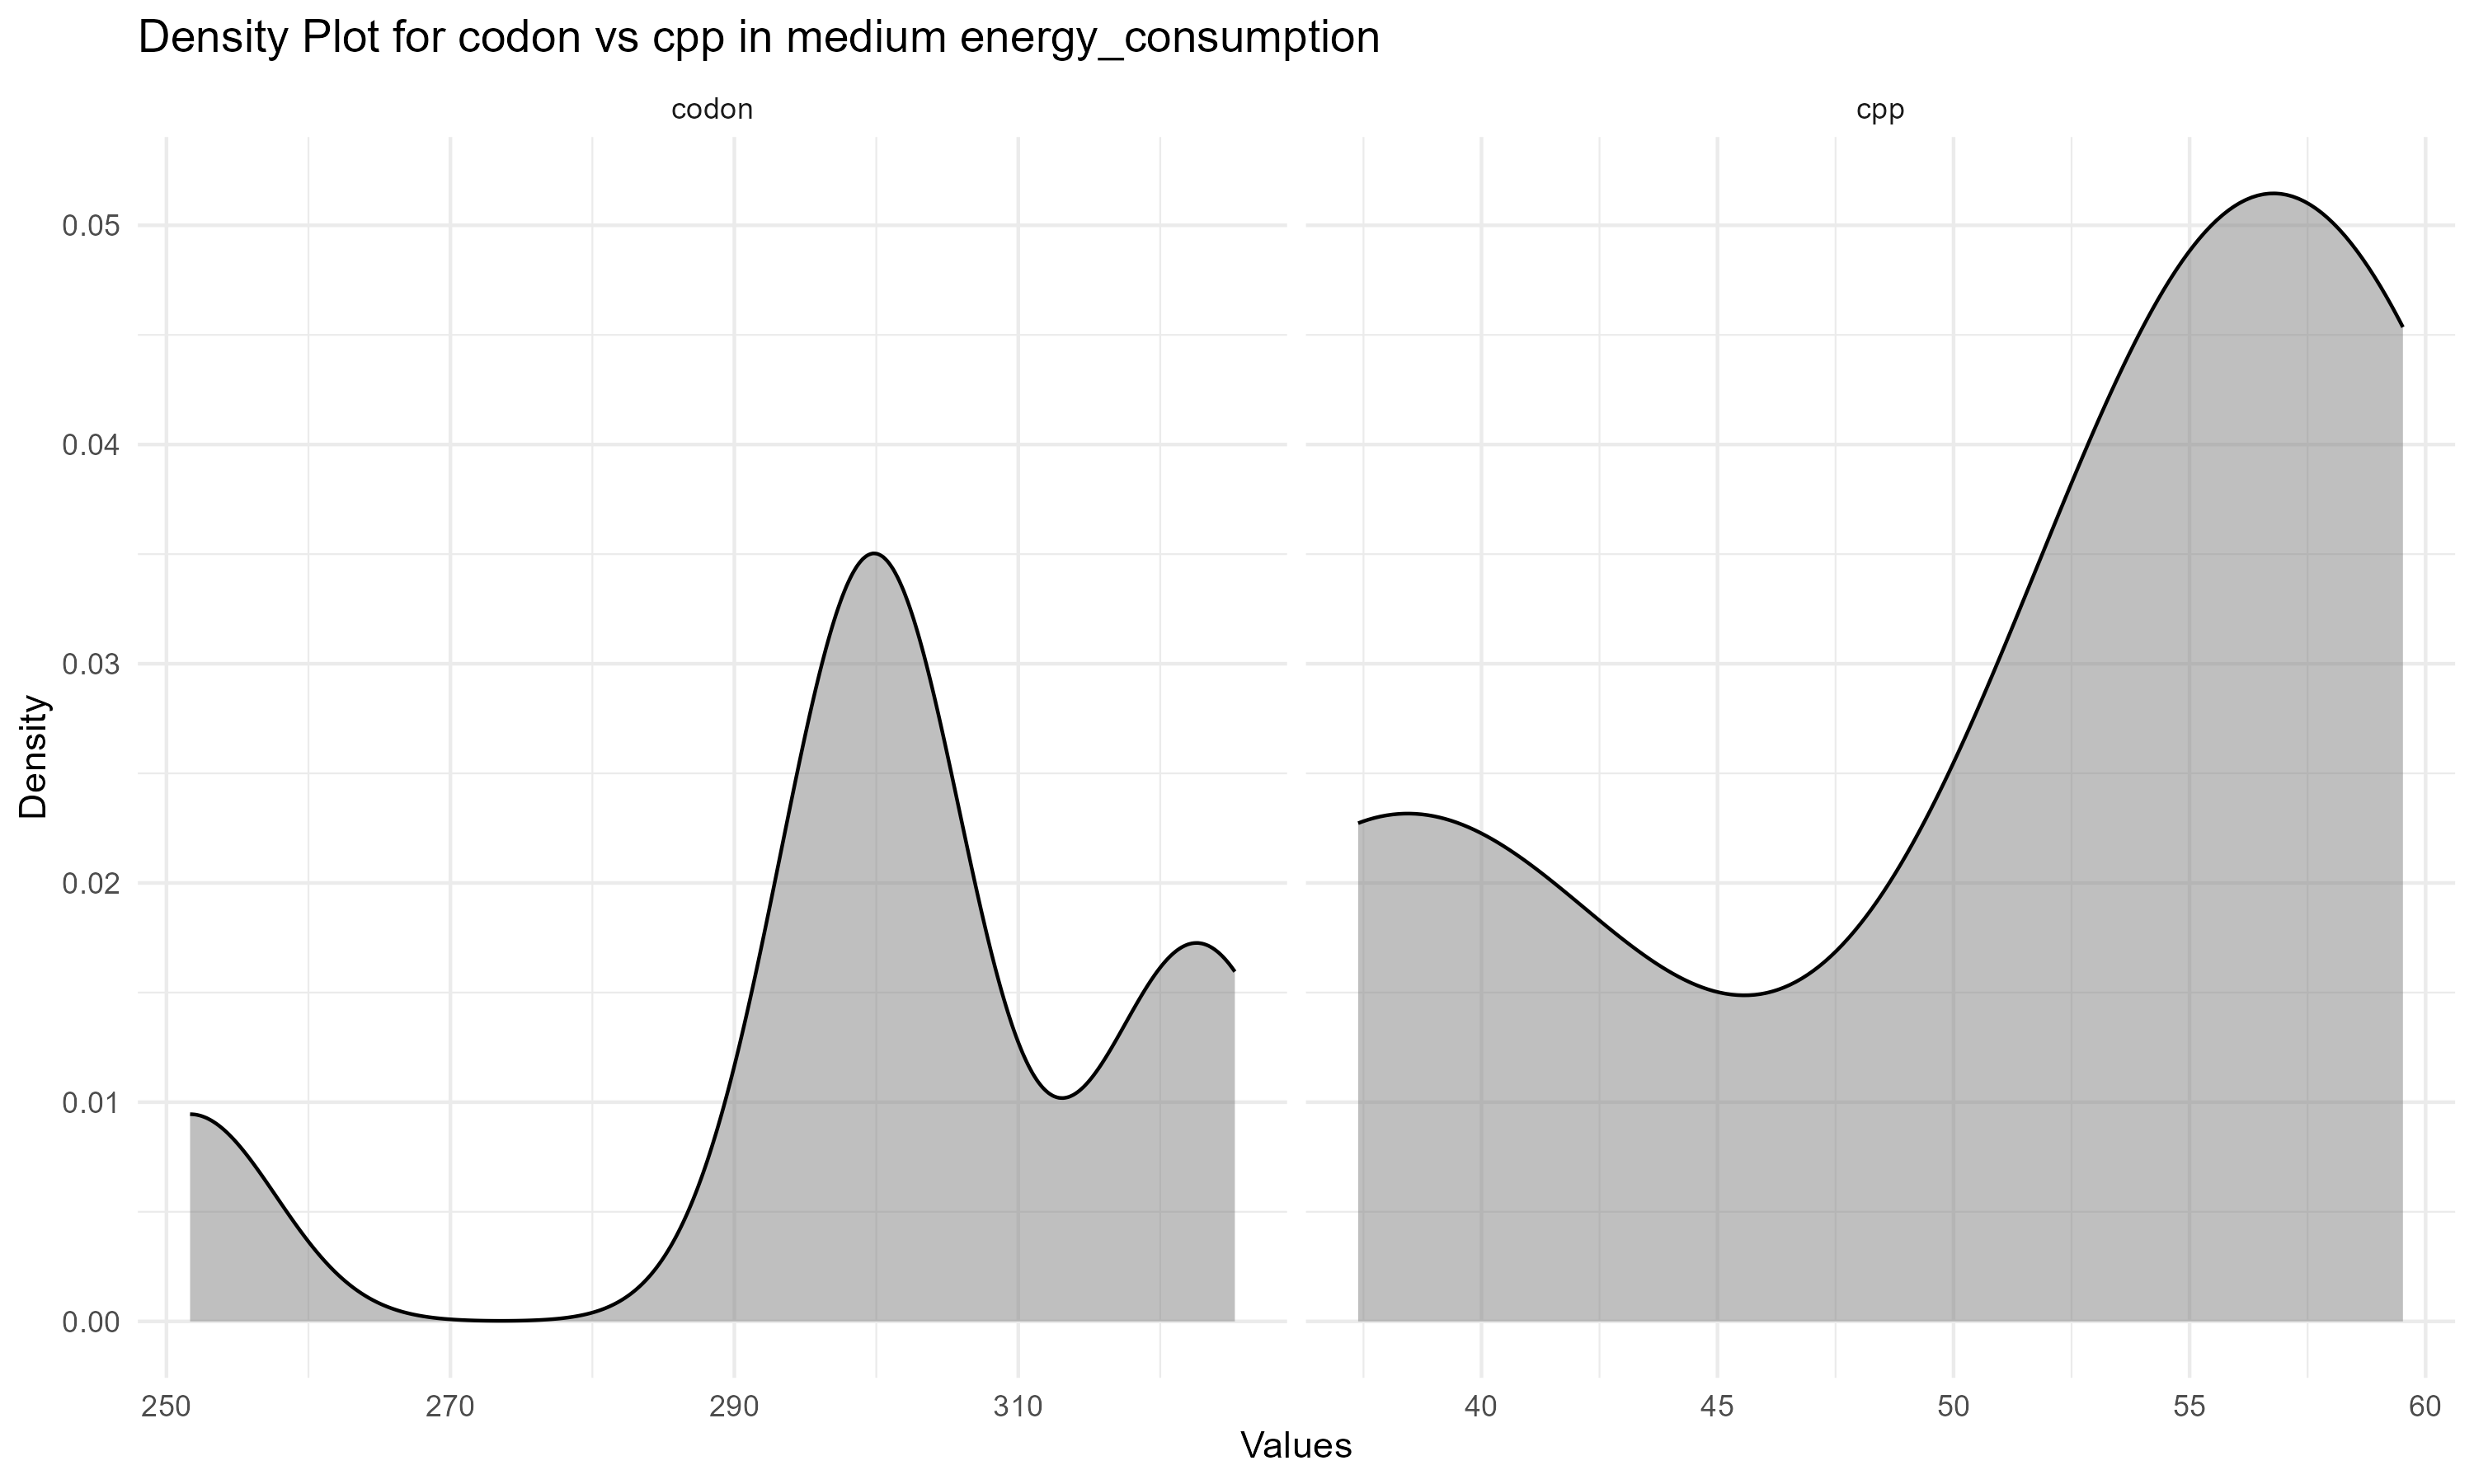 Density Plot for codon vs cpp in medium energy_consumption
codon
cpp
Density
0.05
0.04
0.03
0.02
0.01
0.00
250 270 290 310
40 45 50 55 60
Values